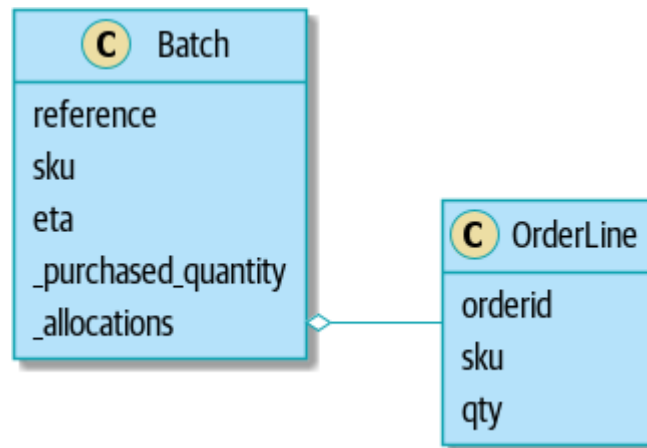 C Batch
reference
sku
eta
_purchased_quantity
_allocations
C OrderLine
orderid
sku
qty